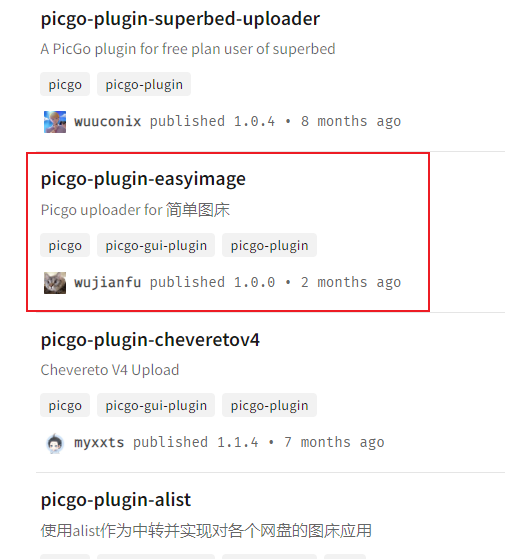 picgo-plugin-superbed-uploader
A PicGo plugin for free plan user of superbed
picgo picgo-plugin
wuuconix published 1.0.4 • 8 months ago
picgo-plugin-easyimage
Picgo uploader for 简单图床
picgo picgo-gui-plugin picgo-plugin
wujianfu published 1.0.0 • 2 months ago
picgo-plugin-cheveretov4
Chevereto V4 Upload
picgo picgo-gui-plugin picgo-plugin
myxxts published 1.1.4 • 7 months ago
picgo-plugin-alist
使用alist作为中转并实现对各个网盘的图床应用